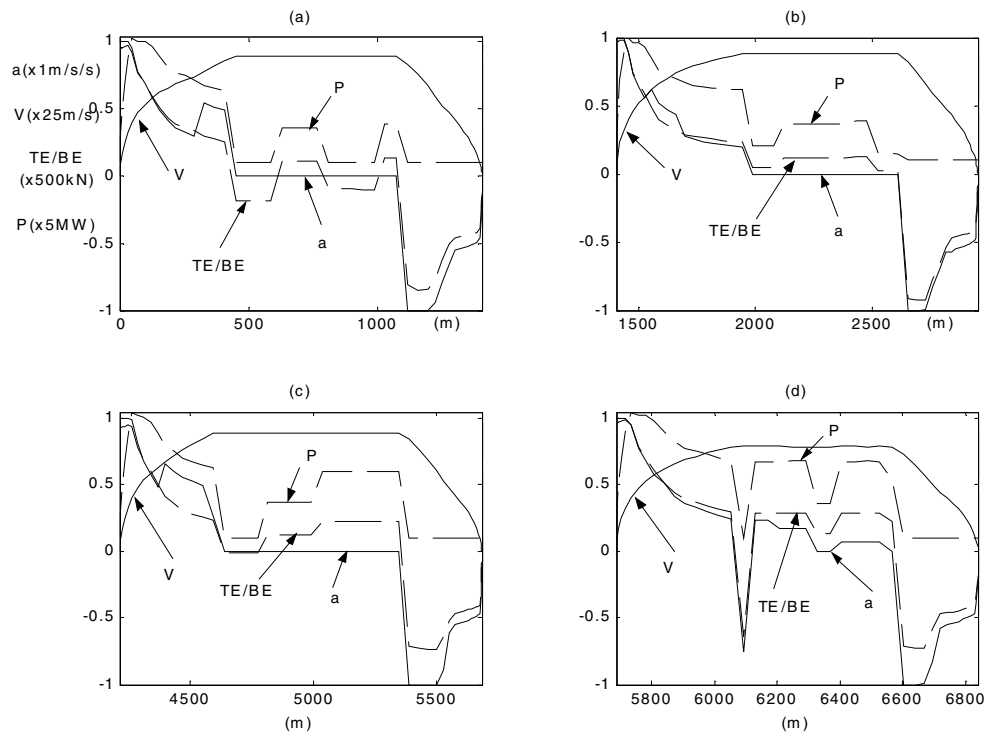 (a)
1
a(x1m/s/s)
P
V(x25m/s)
0.5
TE/BE
(x500kN)
V
0
P(x5MW)
a
-0.5
TE/BE
-1
0 500 1000 (m)
(b)
1
P
0.5
V
0
TE/BE a
-0.5
-1
1500 2000 2500 (m)
(c)
1
P
0.5
0
V TE/BE a
-0.5
-1
4500 5000 5500
(m)
(d)
1
P
0.5
0
V
TE/BE a
-0.5
-1
5800 6000 6200 6400 6600 6800
(m)